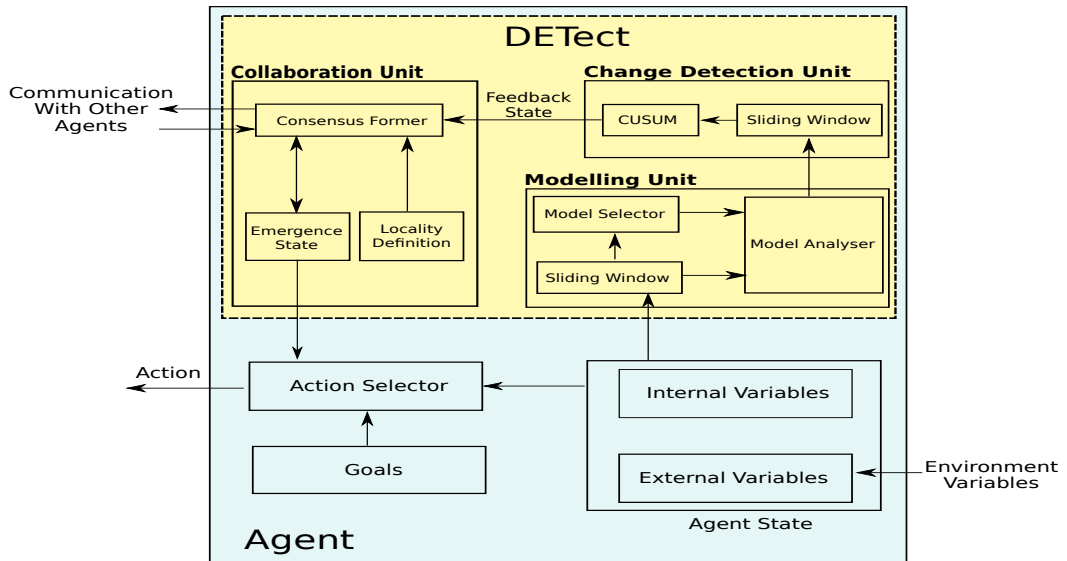 DETect
Collaboration Unit
Change Detection Unit
Communication
With Other
Agents
Consensus Former
Feedback
State
CUSUM
Sliding Window
Modelling Unit
Emergence
State
Locality
Definition
Model Selector
Sliding Window
Model Analyser
Action
Action Selector
Goals
Internal Variables
External Variables
Agent State
Environment
Variables
Agent